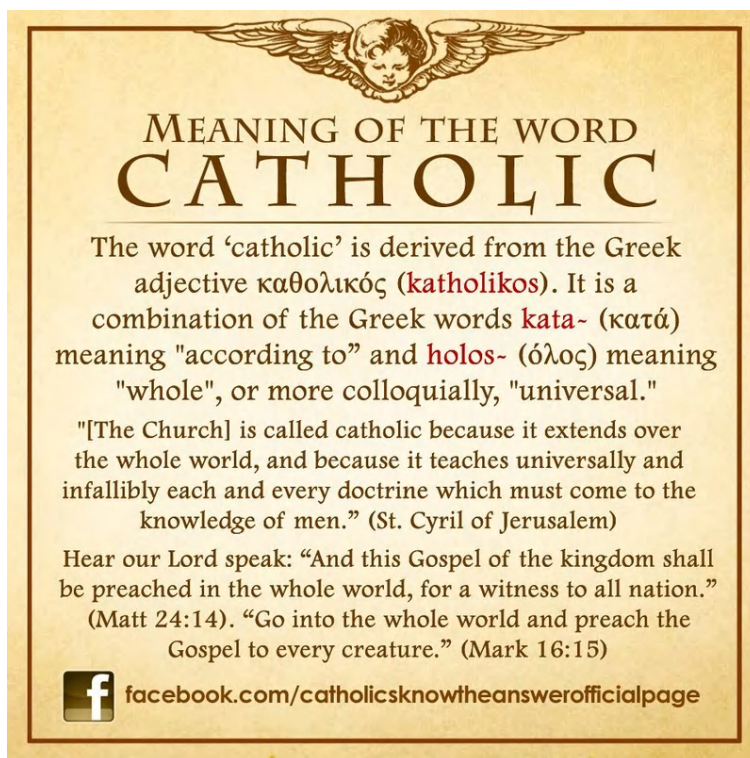 MEANING OF THE WORD
CATHOLIC
The word ‘catholic’ is derived from the Greek
adjective καθολικός (katholikos). It is a
combination of the Greek words kata- (κατά)
meaning "according to” and holos- (όλος) meaning
"whole", or more colloquially, "universal."
"[The Church] is called catholic because it extends over
the whole world, and because it teaches universally and
infallibly each and every doctrine which must come to the
knowledge of men.” (St. Cyril of Jerusalem)
Hear our Lord speak: “And this Gospel of the kingdom shall
be preached in the whole world, for a witness to all nation.”
(Matt 24:14). “Go into the whole world and preach the
Gospel to every creature.” (Mark 16:15)
f facebook.com/catholicsknowtheanswerofficialpage